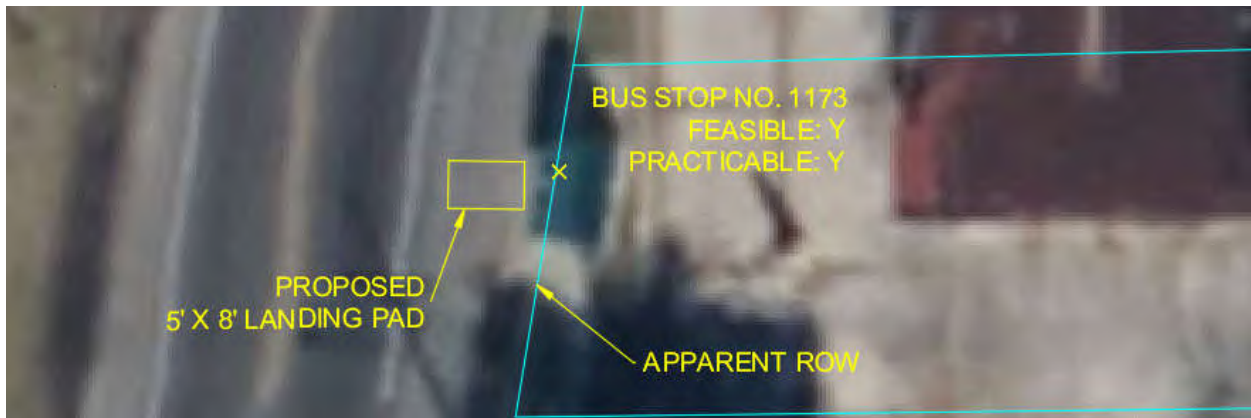 BUS STOP NO. 1173
FEASIBLE: Y
PRACTICABLE: Y
PROPOSED
5' X 8' LANDING PAD
APPARENT ROW